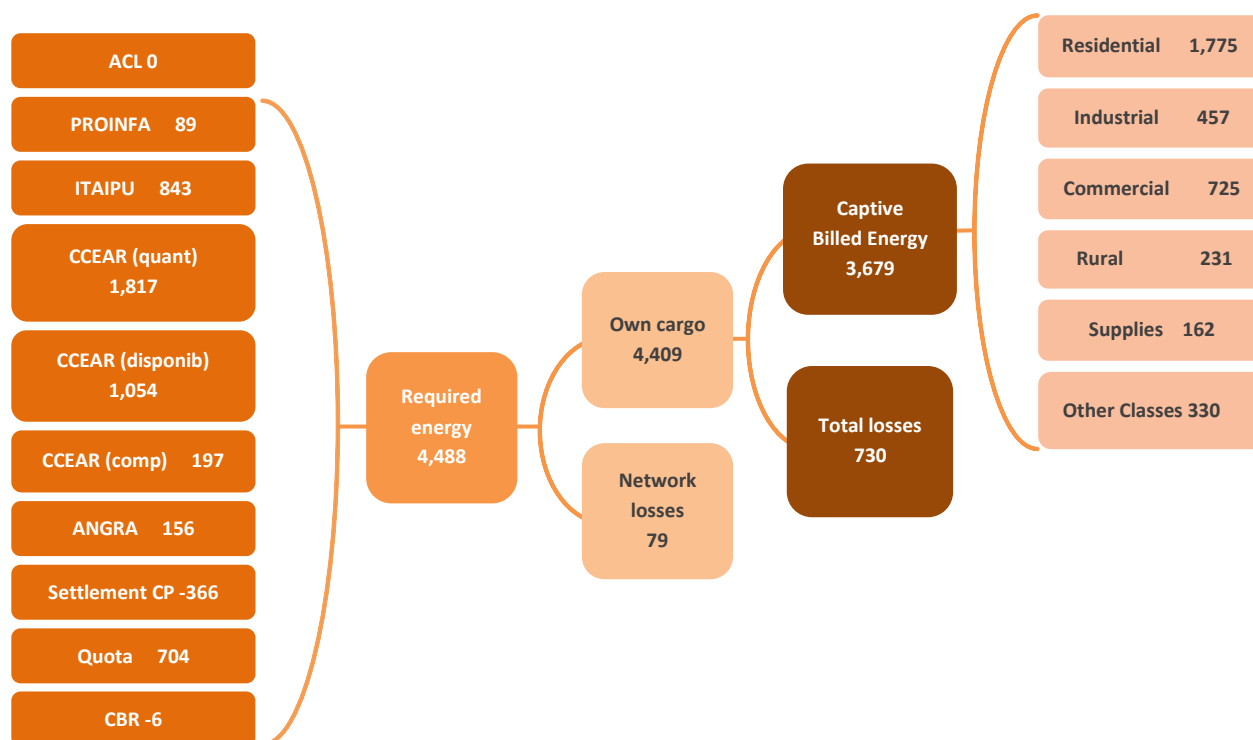 ACL 0
PROINFA 89
ITAIPU 843
CCEAR (quant)
1,817
CCEAR (disponib)
1,054
CCEAR (comp) 197
ANGRA 156
Settlement CP -366
Quota 704
CBR -6
Required
energy
4,488
Own cargo
4,409
Network
losses
79
Captive
Billed Energy
3,679
Total losses
730
Residential 1,775
Industrial 457
Commercial 725
Rural 231
Supplies 162
Other Classes 330